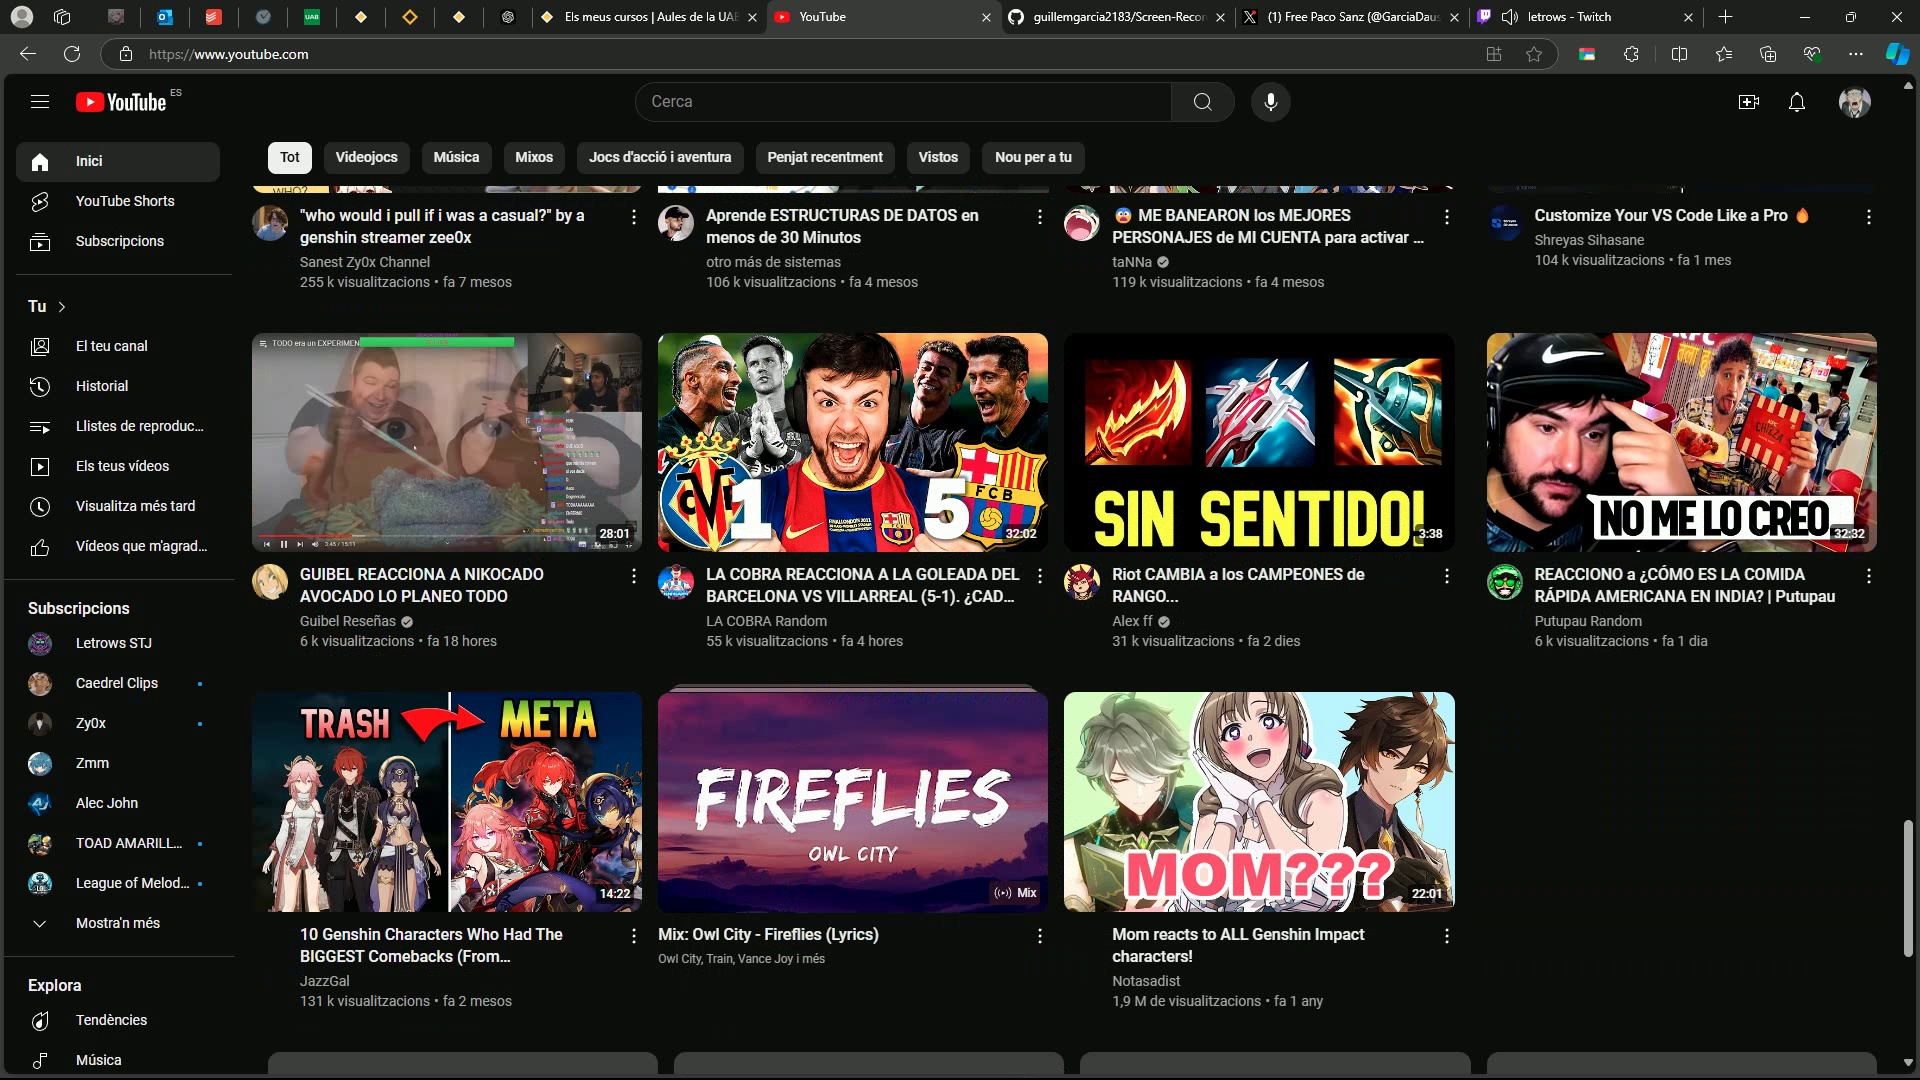 Els meus cursos | Aules de la UAB
YouTube
guillemgarcia2183/Screen-Recor
(1) Free Paco Sanz (@GarciaDaus
letrows - Twitch
https://www.youtube.com
YouTube
ES
Cerca
Tot
Videojocs
Música
Mixos
Jocs d'acció i aventura
Penjat recentment
Vistos
Nou per a tu
Inici
YouTube Shorts
Subscripcions
Tu
El teu canal
Historial
Llistes de reproduc...
Els teus vídeos
Visualitza més tard
Vídeos que m'agrad...
Subscripcions
Letrows STJ
Caedrel Clips
Zy0x
Zmm
Alec John
TOAD AMARILL...
League of Melod...
Mostra'n més
Explora
Tendències
Música
WHO?
"who would i pull if i was a casual?" by a
genshin streamer zee0x
Sanest Zy0x Channel
255 k visualitzacions • fa 7 mesos
Aprende ESTRUCTURAS DE DATOS en
menos de 30 Minutos
otro más de sistemas
106 k visualitzacions • fa 4 mesos
😨 ME BANEARON los MEJORES
PERSONAJES de MI CUENTA para activar ...
taNNa
119 k visualitzacions • fa 4 mesos
Customize Your VS Code Like a Pro 🔥
Shreyas Sihasane
104 k visualitzacions • fa 1 mes
TODO era un EXPERIMEN
3:45 / 15:11
28:01
GUIBEL REACCIONA A NIKOCADO
AVOCADO LO PLANEO TODO
Guibel Reseñas
6 k visualitzacions • fa 18 hores
1
5
FCB
32:02
LA COBRA REACCIONA A LA GOLEADA DEL
BARCELONA VS VILLARREAL (5-1). ¿CAD...
LA COBRA Random
55 k visualitzacions • fa 4 hores
SIN SENTIDO!
3:38
Riot CAMBIA a los CAMPEONES de
RANGO...
Alex ff
31 k visualitzacions • fa 2 dies
NO ME LO CREO
32:32
REACCIONO a ¿CÓMO ES LA COMIDA
RÁPIDA AMERICANA EN INDIA? | Putupau
Putupau Random
6 k visualitzacions • fa 1 dia
TRASH
META
14:22
10 Genshin Characters Who Had The
BIGGEST Comebacks (From...
JazzGal
131 k visualitzacions • fa 2 mesos
FIREFLIES
OWL CITY
Mix
Mix: Owl City - Fireflies (Lyrics)
Owl City, Train, Vance Joy i més
MOM???
22:01
Mom reacts to ALL Genshin Impact
characters!
Notasadist
1,9 M de visualitzacions • fa 1 any